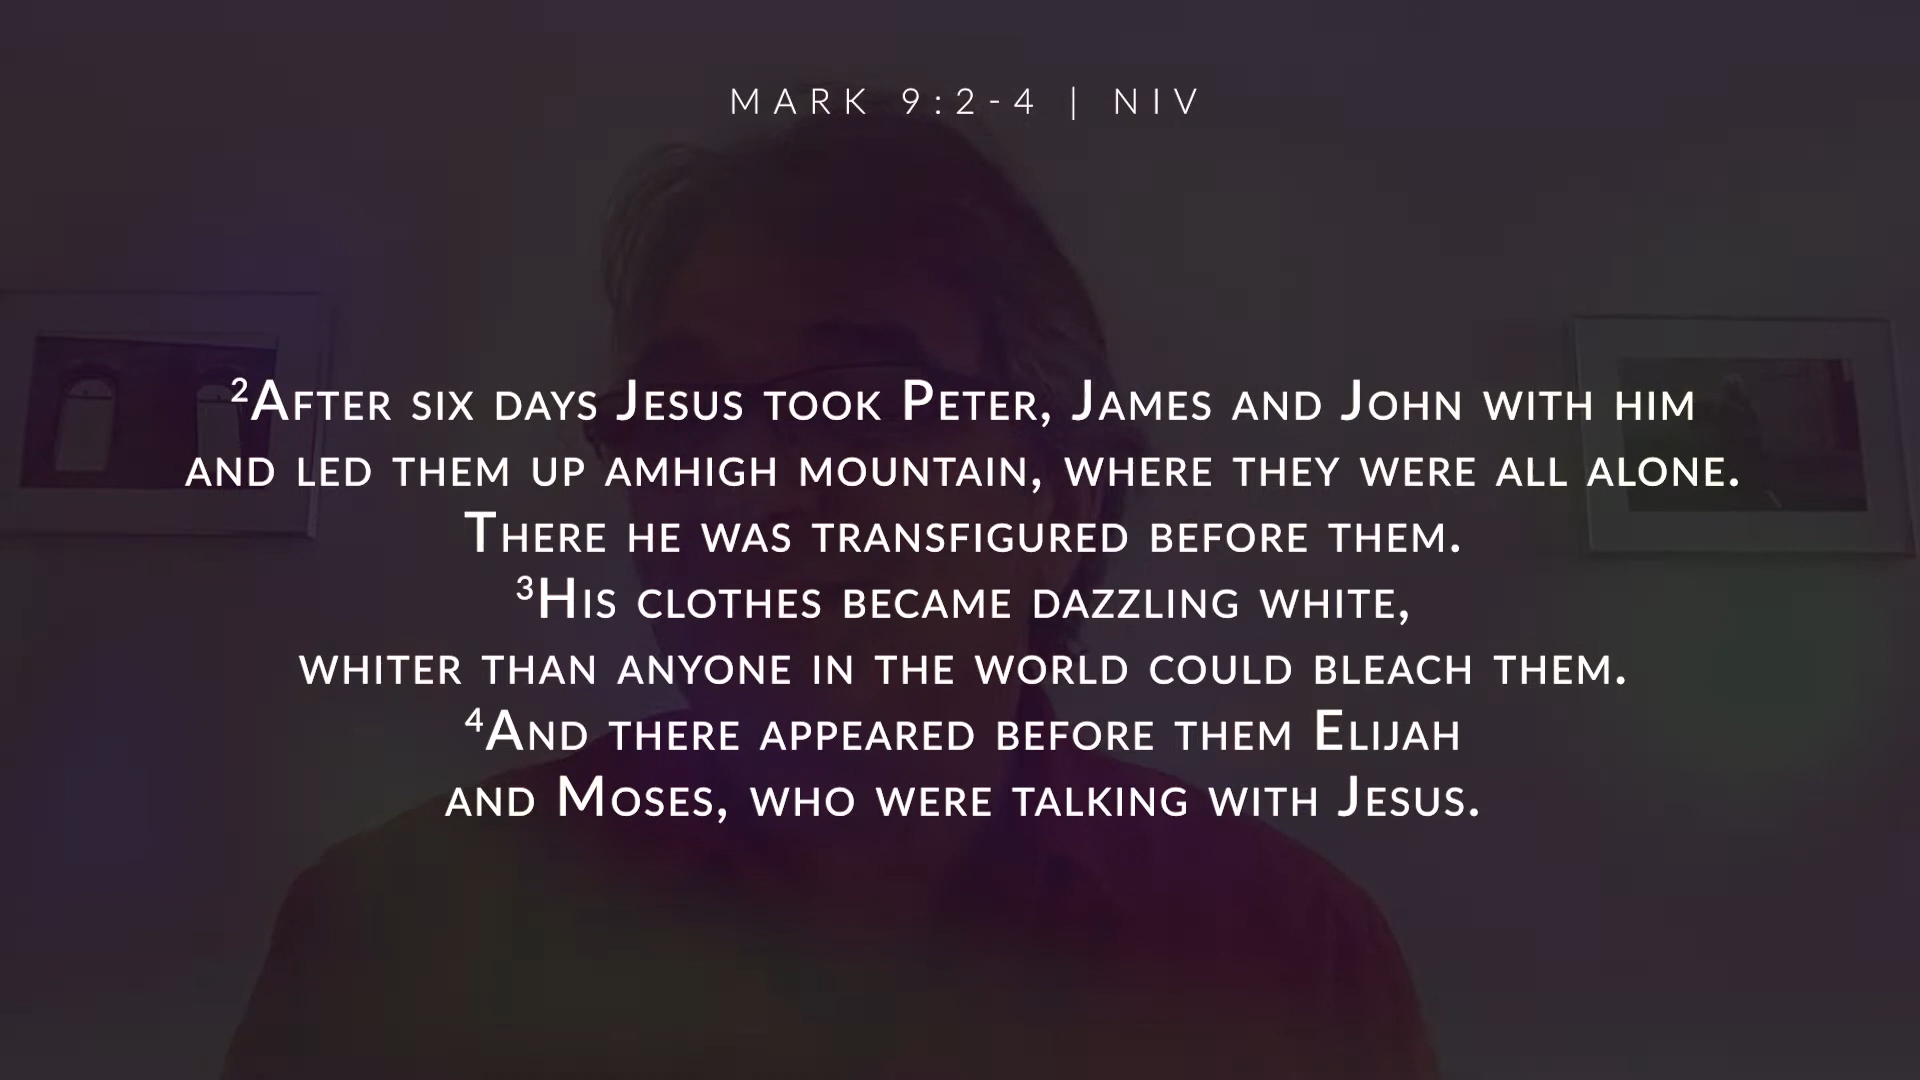 MARK 9:2-4 | NIV
²After six days Jesus took Peter, James and John with him
and led them up amhigh mountain, where they were all alone.
There he was transfigured before them.
³His clothes became dazzling white,
whiter than anyone in the world could bleach them.
⁴And there appeared before them Elijah
and Moses, who were talking with Jesus.